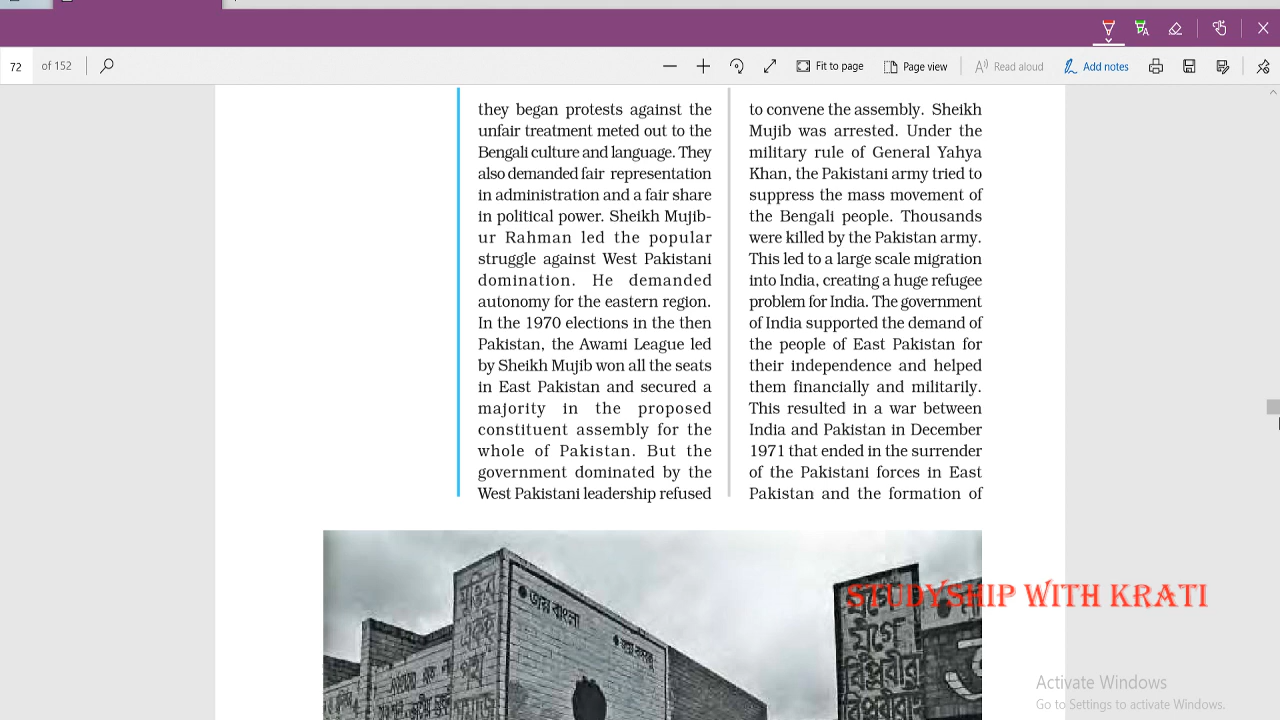 72 of 152
Fit to page
Page view
Read aloud
Add notes
they began protests against the
unfair treatment meted out to the
Bengali culture and language. They
also demanded fair representation
in administration and a fair share
in political power. Sheikh Mujib-
ur Rahman led the popular
struggle against West Pakistani
domination. He demanded
autonomy for the eastern region.
In the 1970 elections in the then
Pakistan, the Awami League led
by Sheikh Mujib won all the seats
in East Pakistan and secured a
majority in the proposed
constituent assembly for the
whole of Pakistan. But the
government dominated by the
West Pakistani leadership refused
to convene the assembly. Sheikh
Mujib was arrested. Under the
military rule of General Yahya
Khan, the Pakistani army tried to
suppress the mass movement of
the Bengali people. Thousands
were killed by the Pakistan army.
This led to a large scale migration
into India, creating a huge refugee
problem for India. The government
of India supported the demand of
the people of East Pakistan for
their independence and helped
them financially and militarily.
This resulted in a war between
India and Pakistan in December
1971 that ended in the surrender
of the Pakistani forces in East
Pakistan and the formation of
জয় বাংলা
STUDYSHIP WITH KRATI
Activate Windows
Go to Settings to activate Windows.